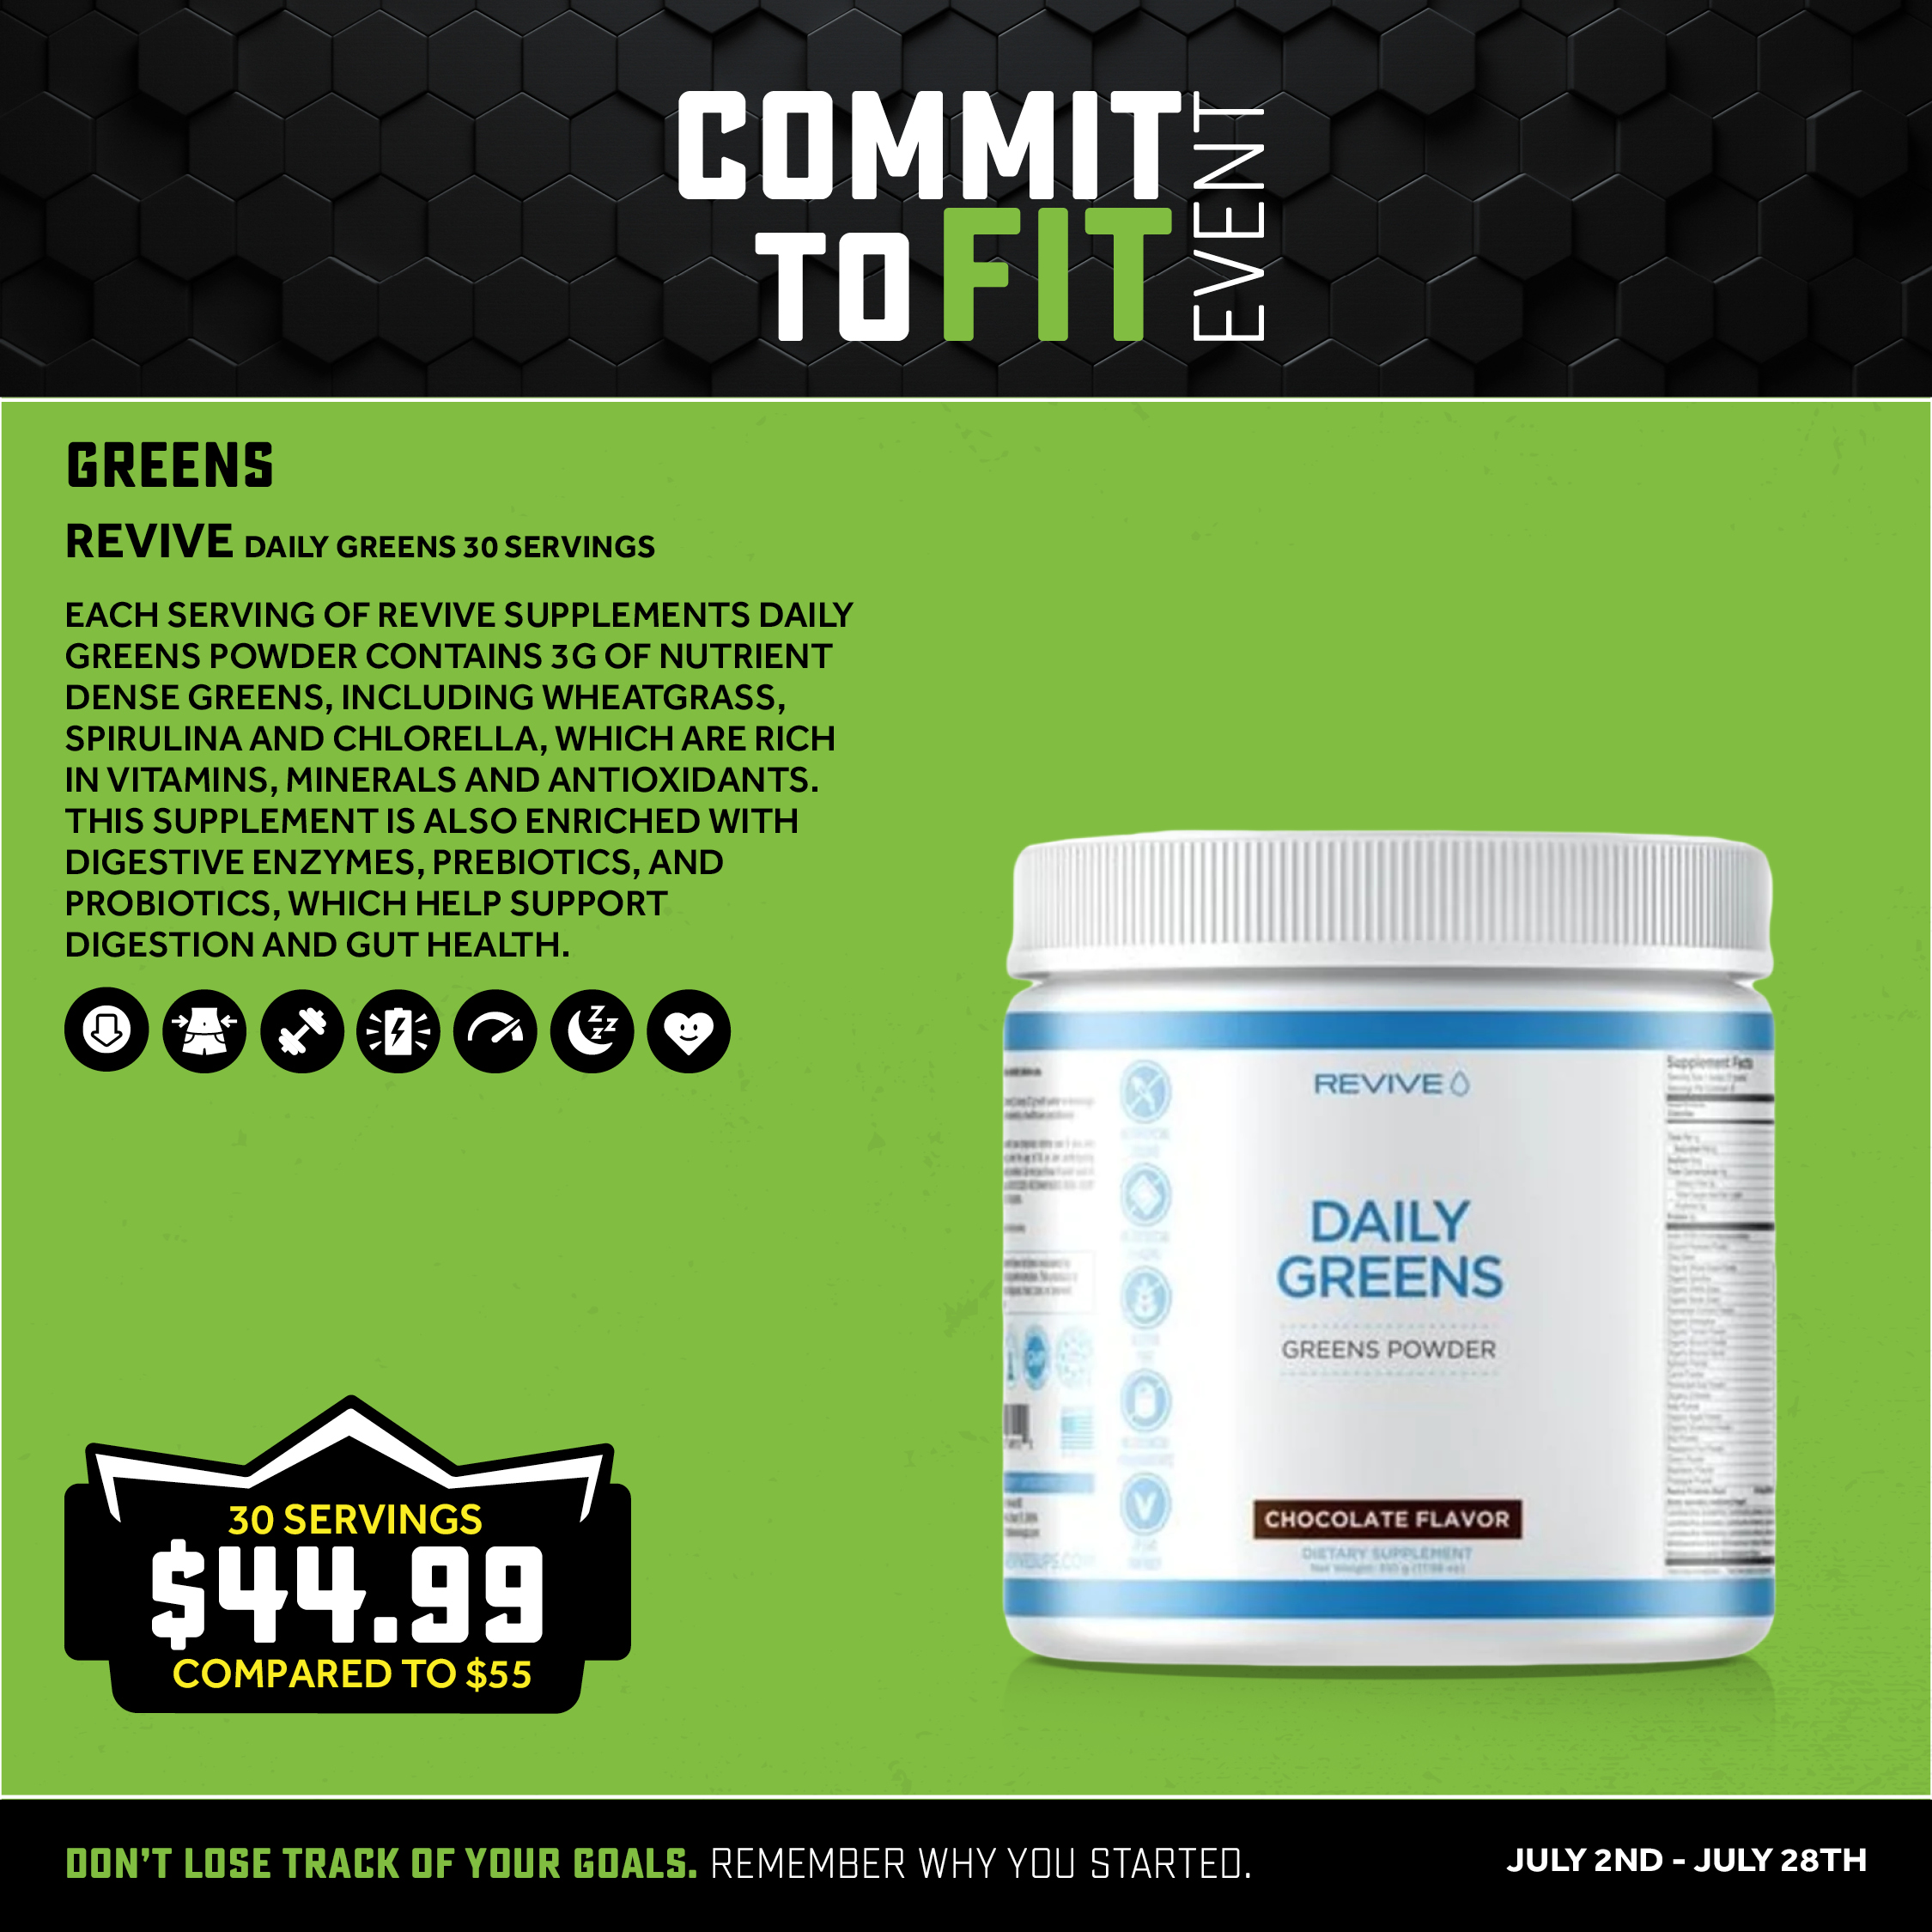 COMMIT
TO FIT
EVENT
GREENS
REVIVE DAILY GREENS 30 SERVINGS
EACH SERVING OF REVIVE SUPPLEMENTS DAILY
GREENS POWDER CONTAINS 3G OF NUTRIENT
DENSE GREENS, INCLUDING WHEATGRASS,
SPIRULINA AND CHLORELLA, WHICH ARE RICH
IN VITAMINS, MINERALS AND ANTIOXIDANTS.
THIS SUPPLEMENT IS ALSO ENRICHED WITH
DIGESTIVE ENZYMES, PREBIOTICS, AND
PROBIOTICS, WHICH HELP SUPPORT
DIGESTION AND GUT HEALTH.
Z Z Z Z
30 SERVINGS
$44.99
COMPARED TO $55
REVIVE
DAILY
GREENS
GREENS POWDER
CHOCOLATE FLAVOR
DIETARY SUPPLEMENT
Supplement Facts
V
DON'T LOSE TRACK OF YOUR GOALS. REMEMBER WHY YOU STARTED.
JULY 2ND - JULY 28TH